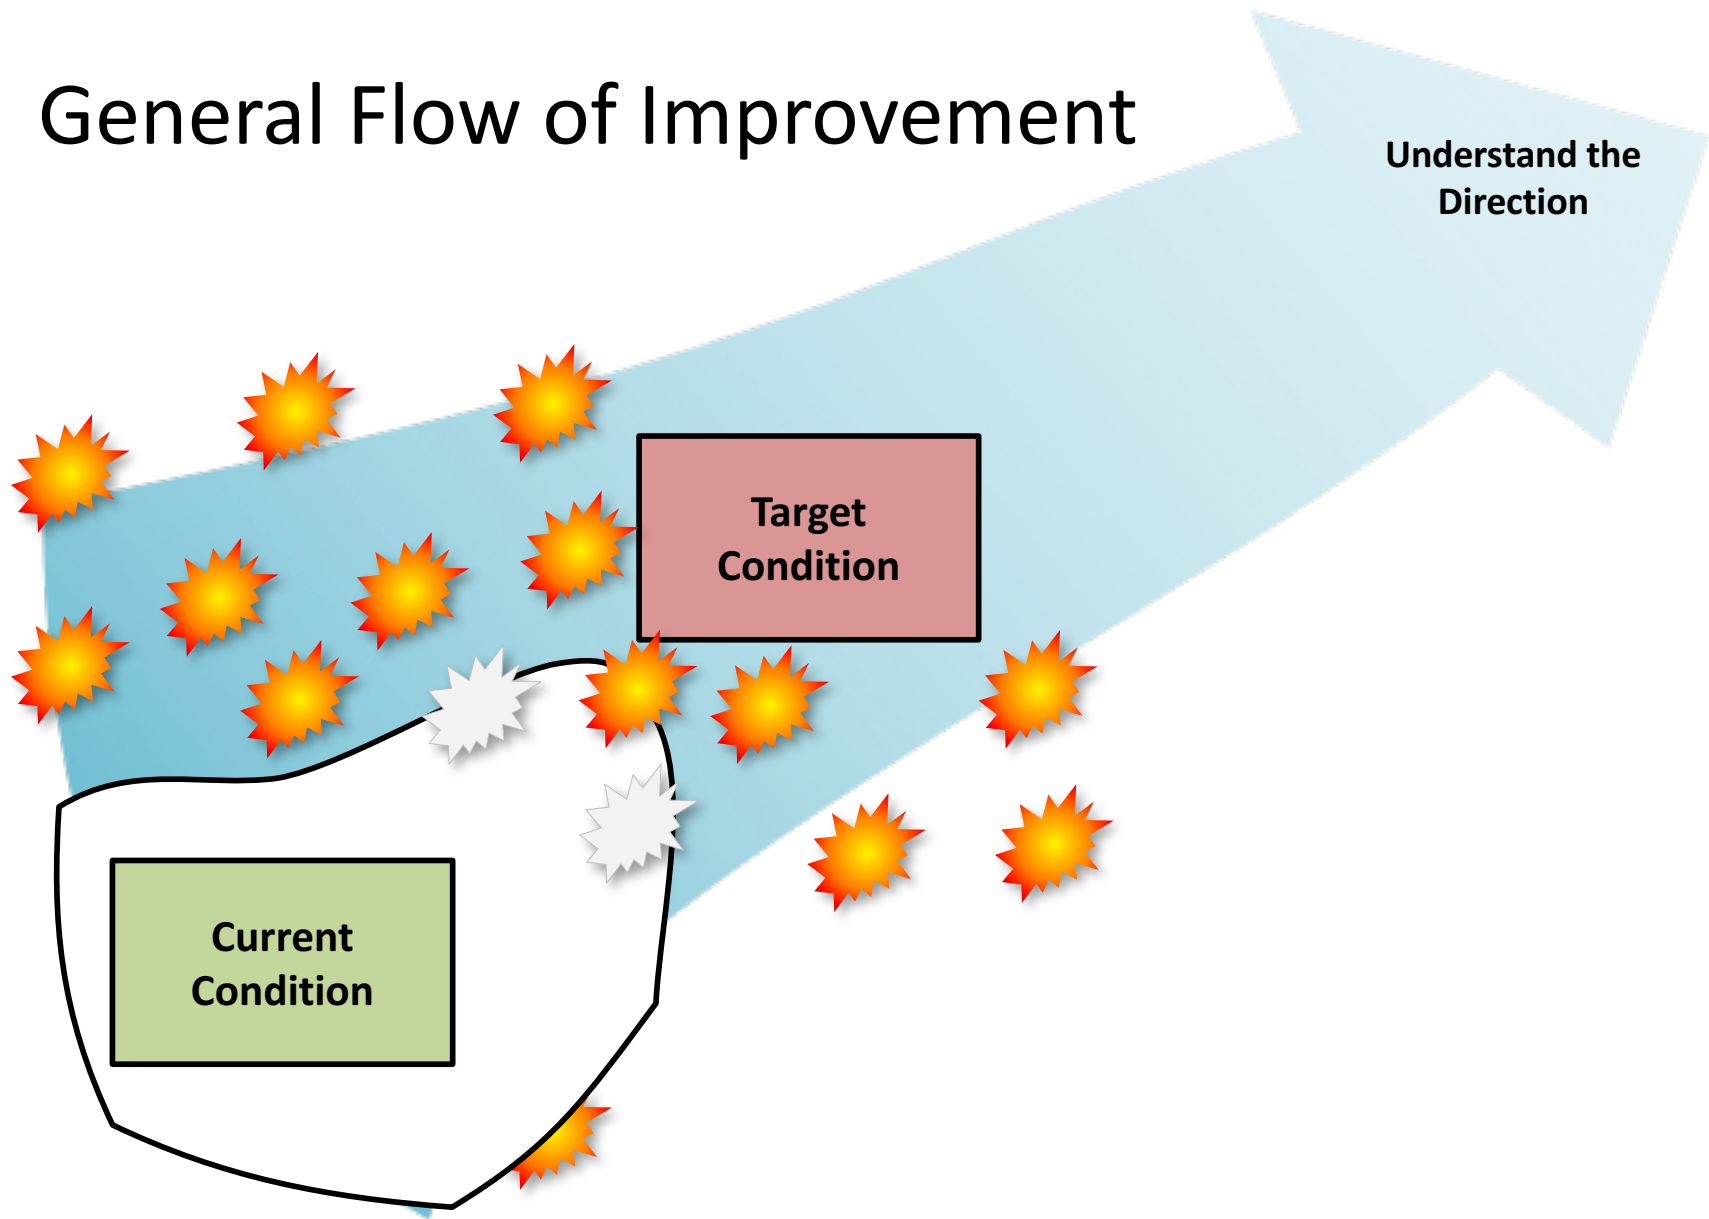 General Flow of Improvement
Understand the
Direction
Target
Condition
Current
Condition